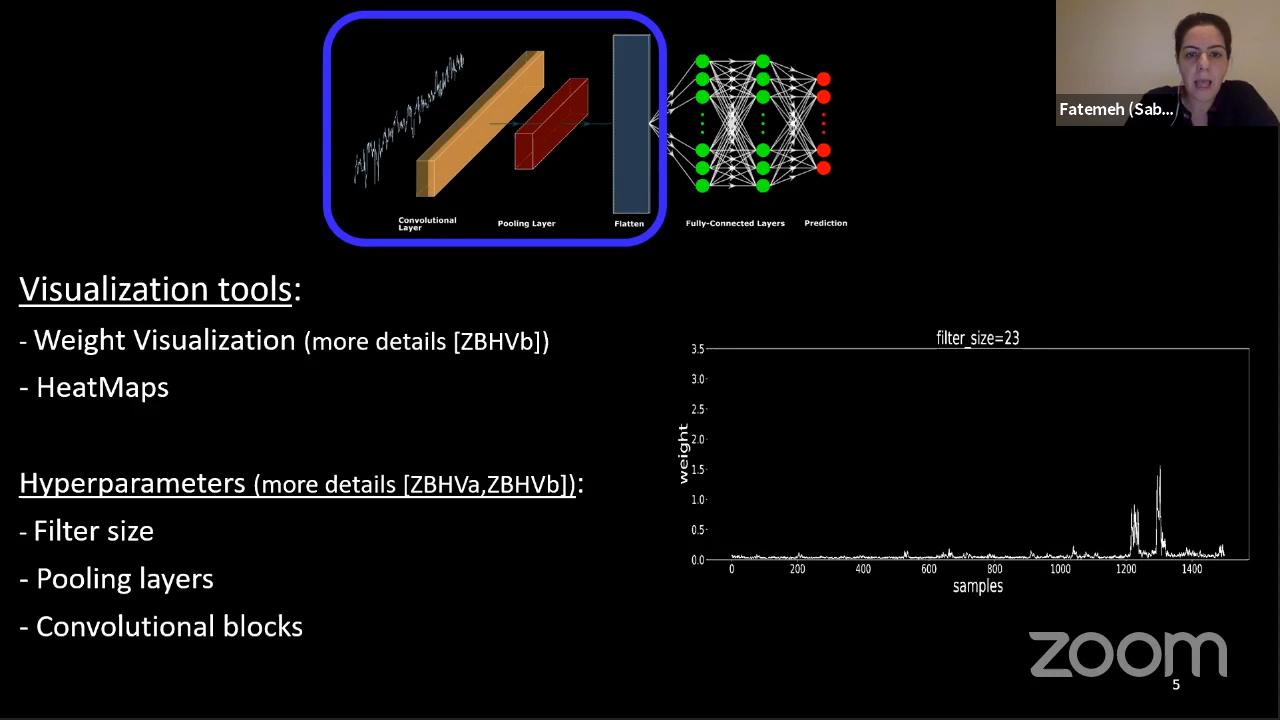 Fatemeh (Sab...
Convolutional
Layer
Pooling Layer
Flatten
Fully-Connected Layers
Prediction
Visualization tools:
- Weight Visualization (more details [ZBHVb])
- HeatMaps
Hyperparameters (more details [ZBHVa,ZBHVb]):
- Filter size
- Pooling layers
- Convolutional blocks
filter_size=23
3.5
3.0
2.5
2.0
1.5
1.0
0.5
0.0
weight
0 200 400 600 800 1000 1200 1400
samples
zoom
5